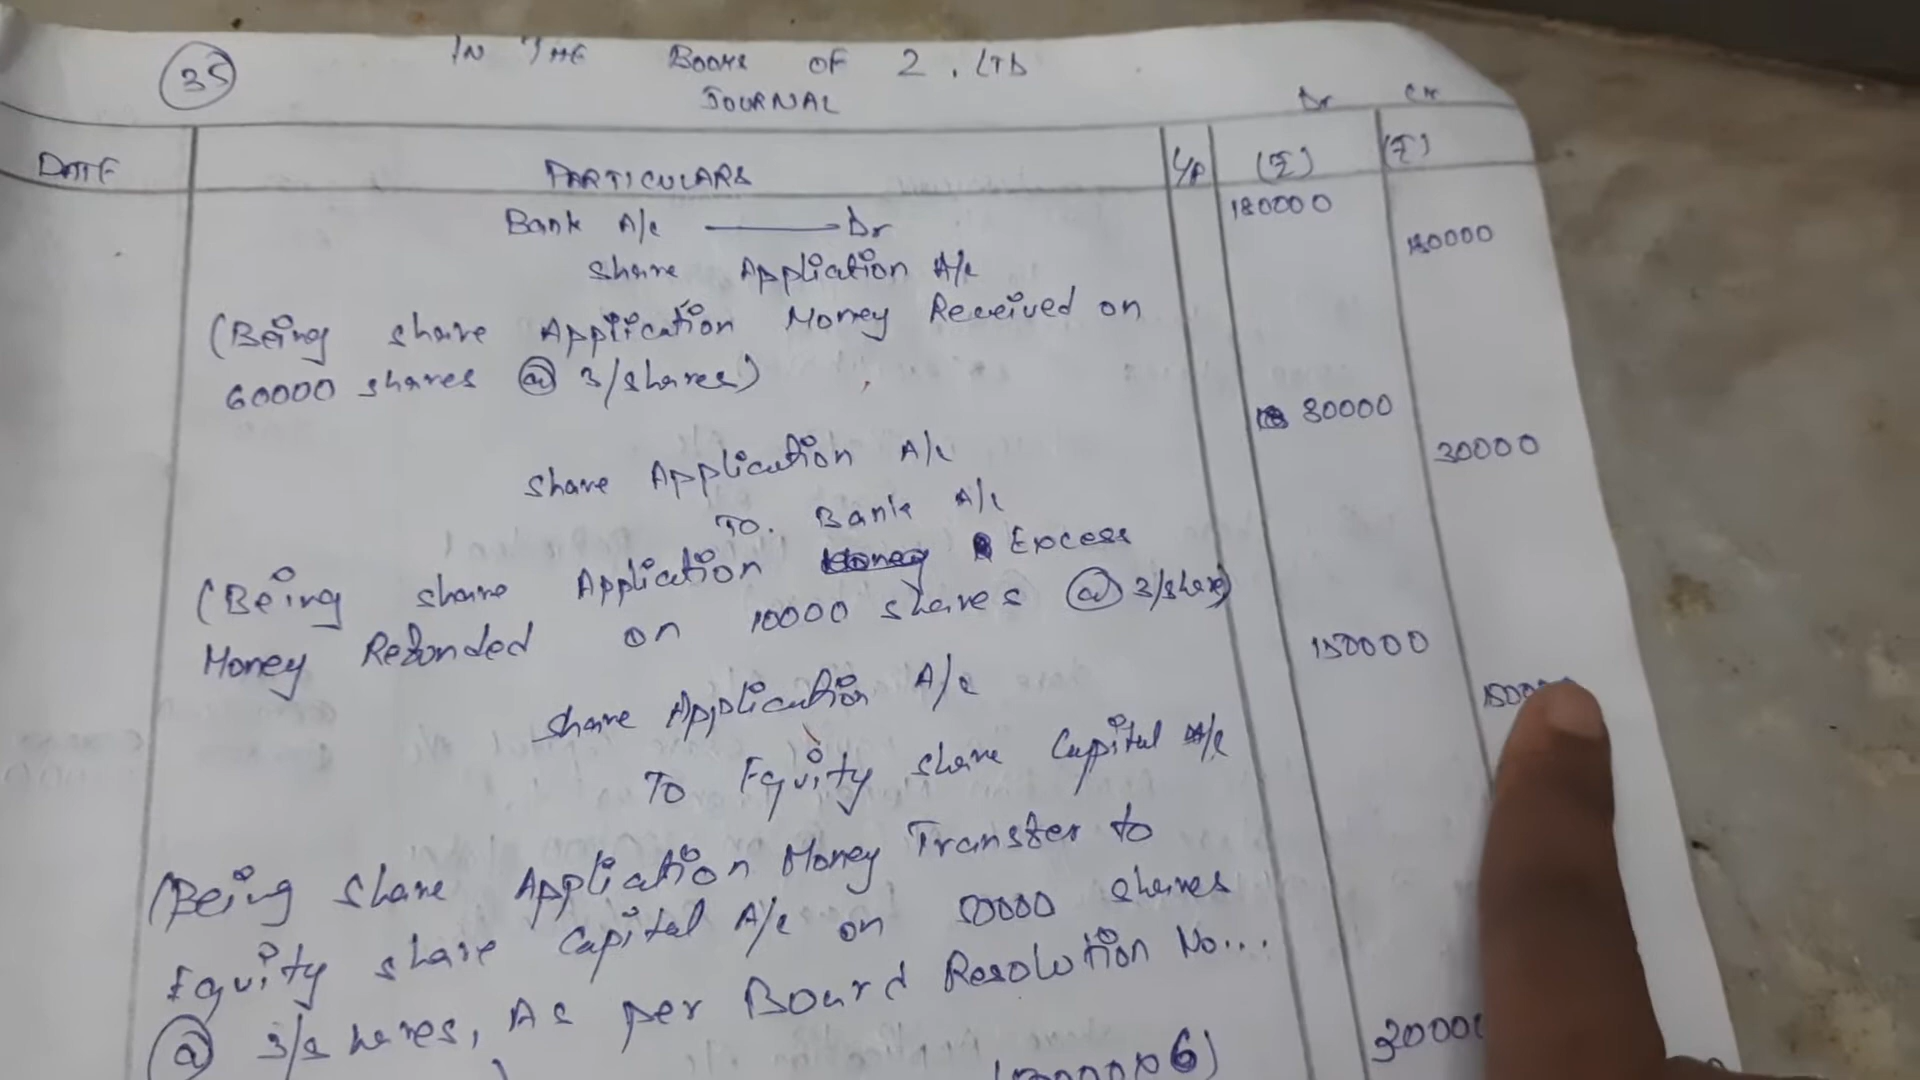 35
IN THE BOOKS OF Z. LTD
JOURNAL
Dr Cr
DATE PARTICULARS L/F (₹) (₹)
Bank A/c ——— Dr 180000
Share Application A/c 180000
(Being share Application Money Received on
60000 shares @ 3/shares)
Share Application A/c 30000
To. Bank A/c 30000
(Being share Application Excess
Money Refonded on 10000 shares @ 3/share)
Share Application A/c 150000
To Equity share Capital A/c
(Being Share Application Money Transfer to
Equity share Capital A/c on 50000 shares
@ 3/shares, As per Board Resolution No...